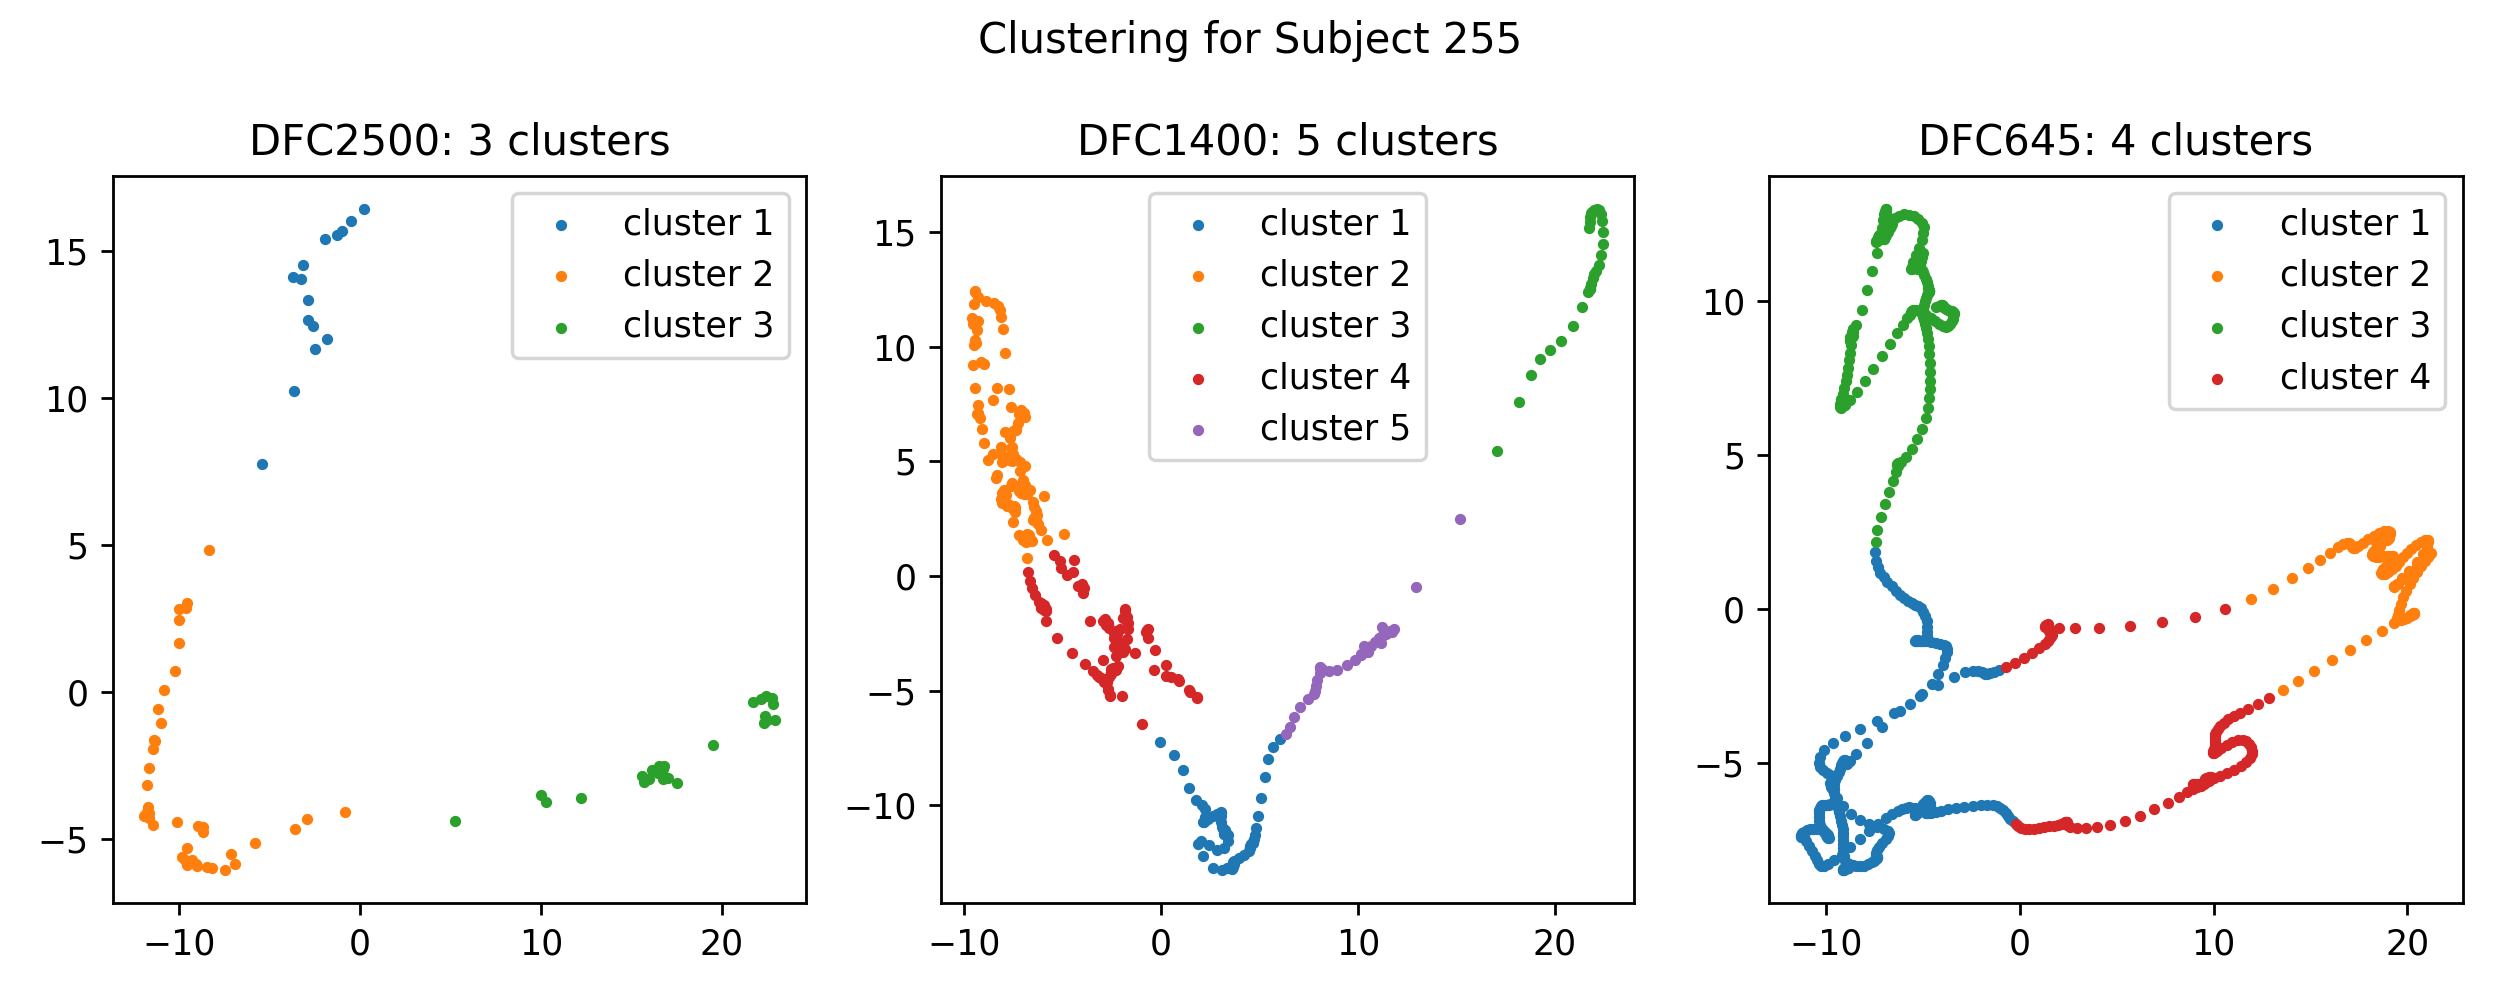 Clustering for Subject 255
DFC2500: 3 clusters
cluster 1
cluster 2
cluster 3
15
10
5
0
−5
−10
0
10
20
DFC1400: 5 clusters
cluster 1
cluster 2
cluster 3
cluster 4
cluster 5
15
10
5
0
−5
−10
−10
0
10
20
DFC645: 4 clusters
cluster 1
cluster 2
cluster 3
cluster 4
10
5
0
−5
−10
0
10
20